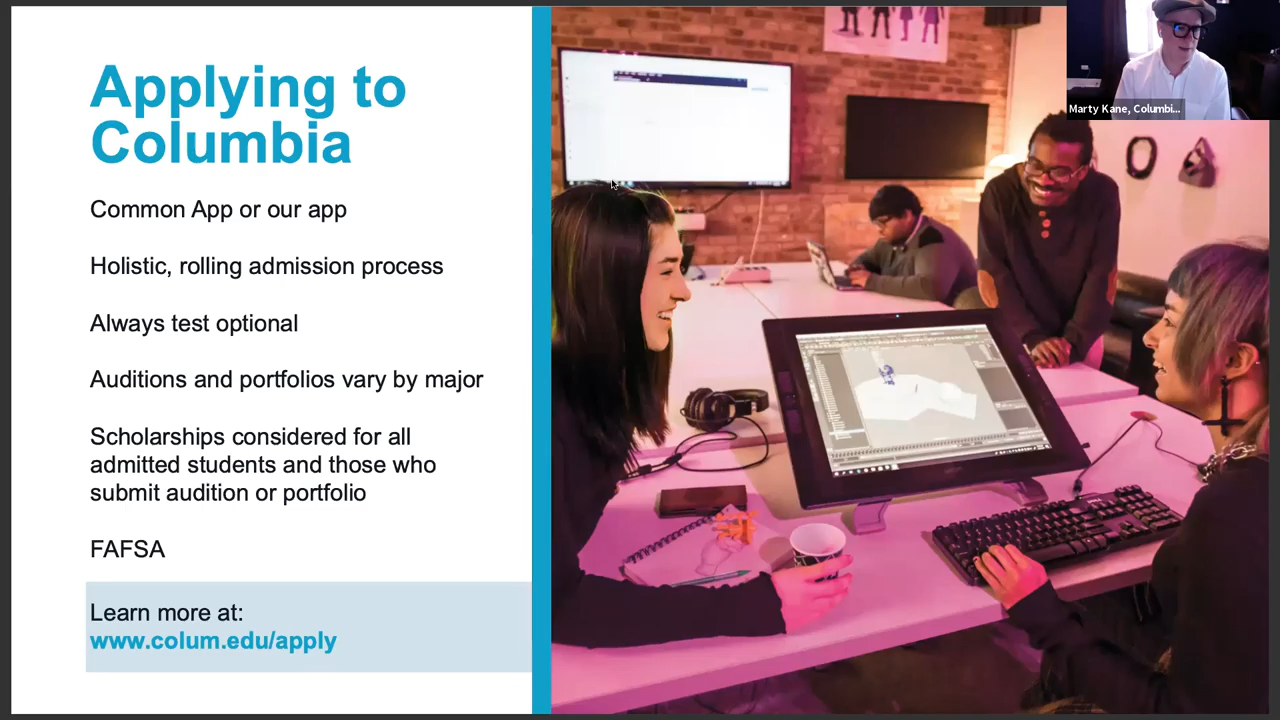 Applying to
Columbia
Common App or our app
Holistic, rolling admission process
Always test optional
Auditions and portfolios vary by major
Scholarships considered for all
admitted students and those who
submit audition or portfolio
FAFSA
Learn more at:
www.colum.edu/apply
Marty Kane, Columbi...